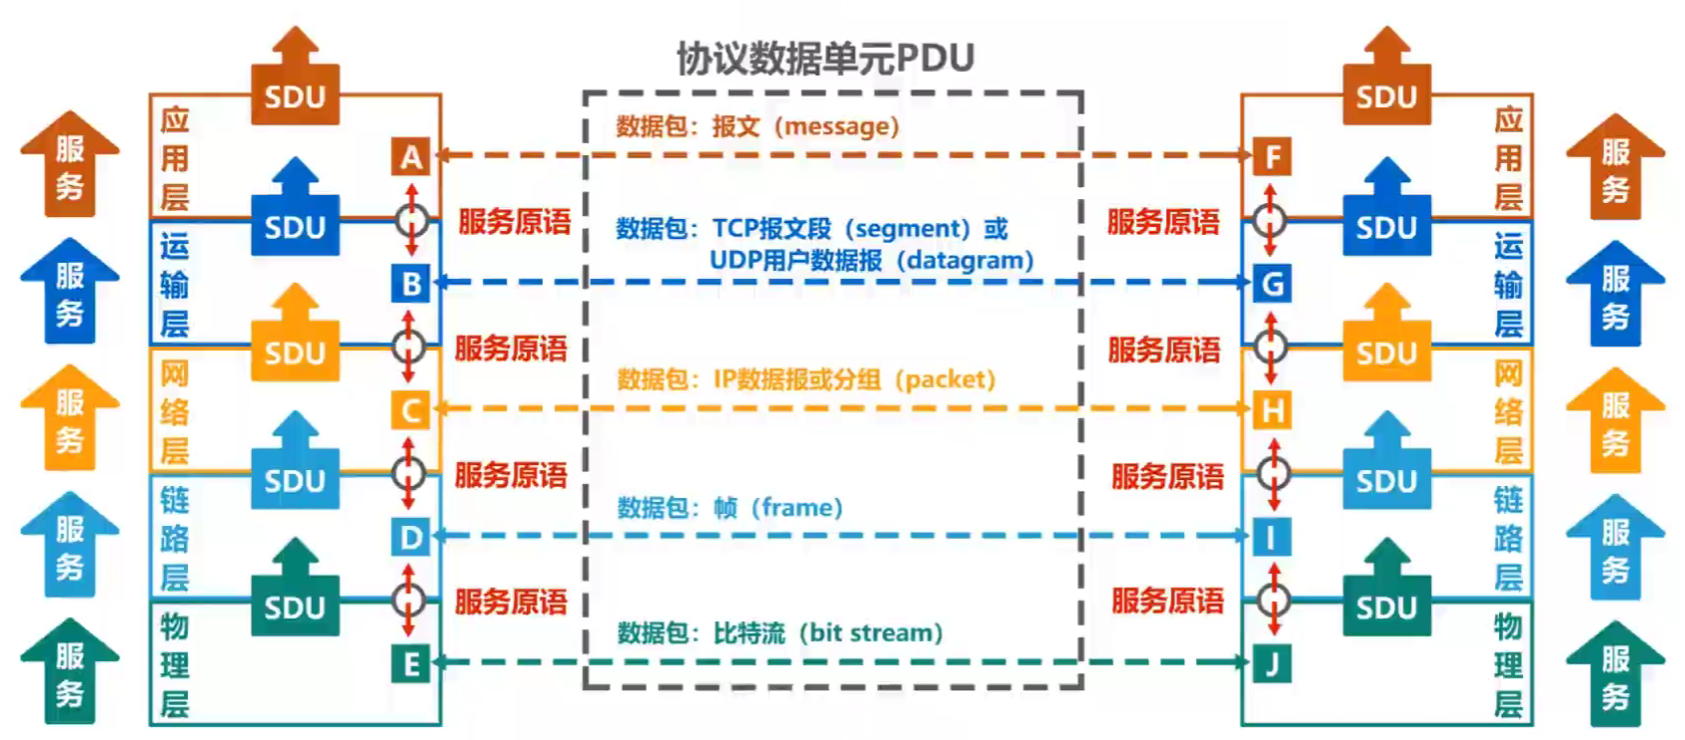 协议数据单元PDU
SDU
SDU
应用层
服务
数据包：报文（message）
应用层
服务
A
F
SDU
服务原语
数据包：TCP报文段（segment）或
UDP用户数据报（datagram）
服务原语
SDU
运输层
服务
B
G
运输层
服务
SDU
服务原语
服务原语
SDU
网络层
服务
数据包：IP数据报或分组（packet）
网络层
服务
C
H
SDU
服务原语
服务原语
SDU
链路层
服务
数据包：帧（frame）
链路层
服务
D
I
SDU
服务原语
服务原语
SDU
物理层
服务
数据包：比特流（bit stream）
物理层
服务
E
J